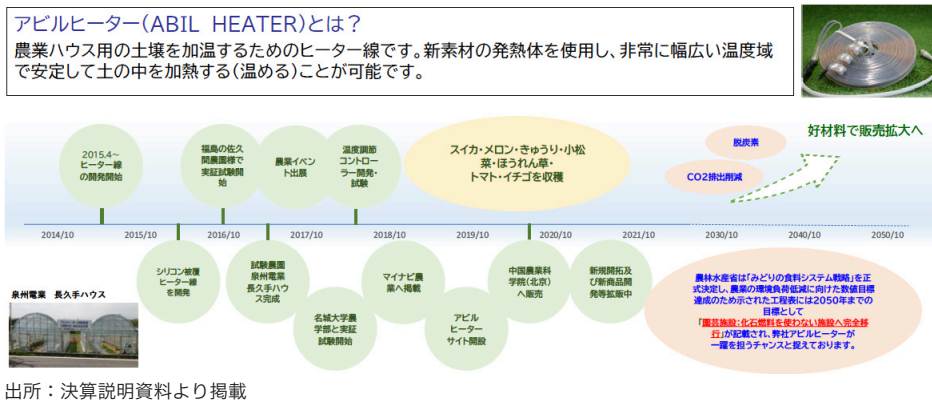 アビルヒーター(ABIL HEATER)とは？
農業ハウス用の土壌を加温するためのヒーター線です。新素材の発熱体を使用し、非常に幅広い温度域
で安定して土の中を加熱する(温める)ことが可能です。
好材料で販売拡大へ
2015.4～
ヒーター線
の開発開始
福島の佐久
間農園様で
実証試験開
始
農業イベン
ト出展
温度調節
コントロー
ラー開発・
試験
スイカ・メロン・きゅうり・小松
菜・ほうれん草・
トマト・イチゴを収穫
脱炭素
CO2排出削減
2014/10 2015/10 2016/10 2017/10 2018/10 2019/10 2020/10 2021/10 2030/10 2040/10 2050/10
シリコン被覆
ヒーター線
を開発
試験農園
泉州電業
長久手ハウ
ス完成
名城大学農
学部と実証
試験開始
マイナビ農
業へ掲載
アビル
ヒーター
サイト開設
中国農業科
学院(北京)
へ販売
新規開拓及
び新商品開
発等拡販中
農林水産省は「みどりの食料システム戦略」を正
式決定し、農業の環境負荷低減に向けた数値目標
達成のため示された工程表には2050年までの
目標として
「園芸施設:化石燃料を使わない施設へ完全移
行」が記載され、弊社アビルヒーターが
一躍を担うチャンスと捉えております。
泉州電業　長久手ハウス
出所：決算説明資料より掲載